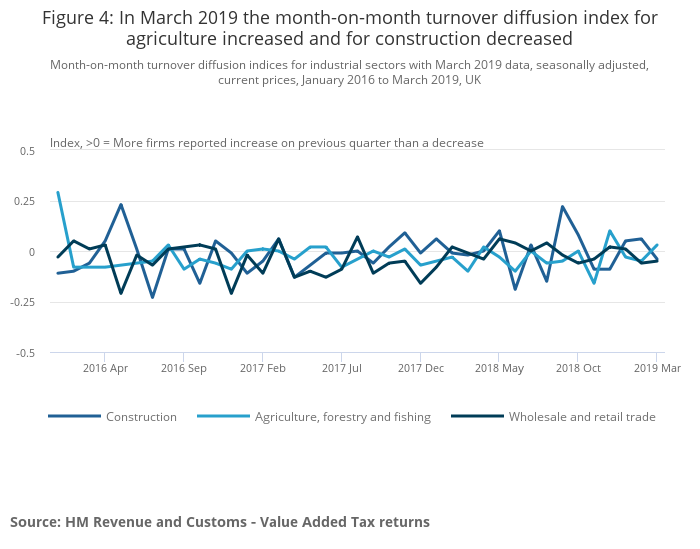 Figure 4: In March 2019 the month-on-month turnover diffusion index for
agriculture increased and for construction decreased
Month-on-month turnover diffusion indices for industrial sectors with March 2019 data, seasonally adjusted,
current prices, January 2016 to March 2019, UK
Index, >0 = More firms reported increase on previous quarter than a decrease
0.5
0.25
0
-0.25
-0.5
2016 Apr 2016 Sep 2017 Feb 2017 Jul 2017 Dec 2018 May 2018 Oct 2019 Mar
Construction Agriculture, forestry and fishing Wholesale and retail trade
Source: HM Revenue and Customs - Value Added Tax returns